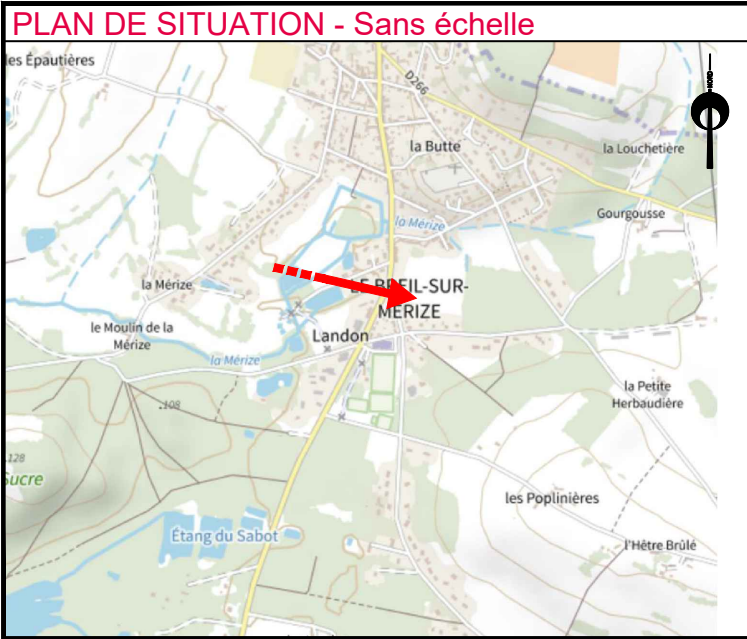 PLAN DE SITUATION - Sans échelle
les Épautières
D266
NORD
la Butte
la Louchetière
Gourgousse
la Mérize
la Mérize
LE BREIL-SUR-
MÉRIZE
le Moulin de la
Mérize
Landon
la Mérize
la Petite
Herbaudière
.108
.128
Sucre
les Poplinières
Étang du Sabot
l'Hêtre Brûlé